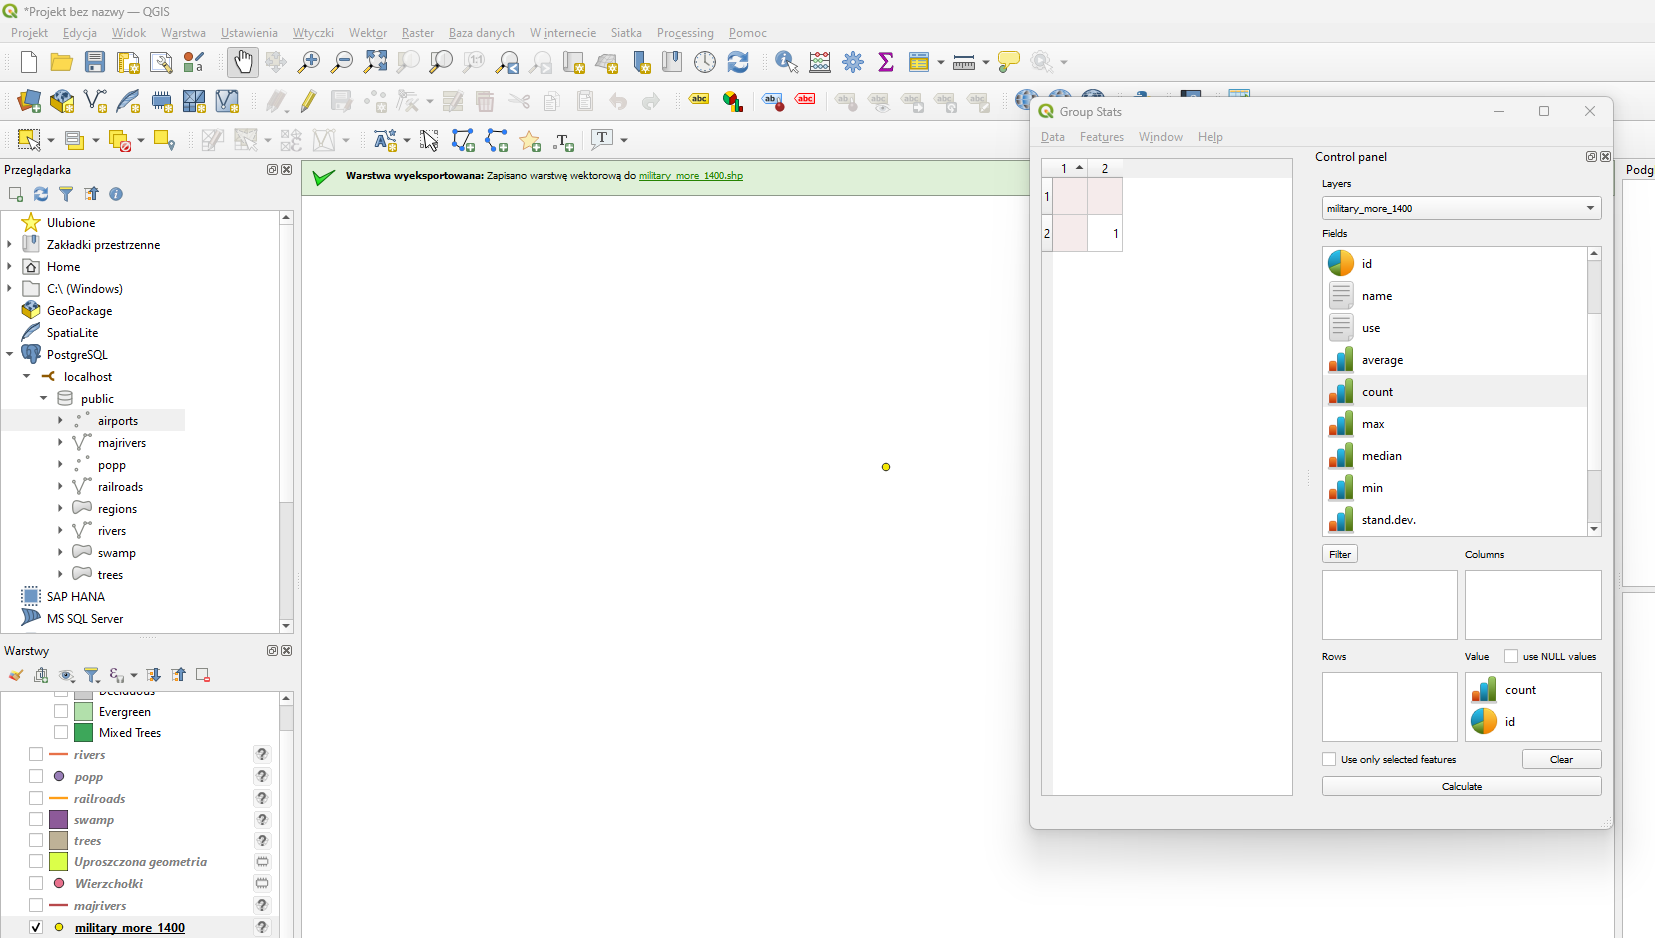 *Projekt bez nazwy — QGIS
Projekt Edycja Widok Warstwa Ustawienia Wtyczki Wektor Raster Baza danych W internecie Siatka Processing Pomoc
Przeglądarka
Ulubione
Zakładki przestrzenne
Home
C:\ (Windows)
GeoPackage
SpatiaLite
PostgreSQL
localhost
public
airports
majrivers
popp
railroads
regions
rivers
swamp
trees
SAP HANA
MS SQL Server
Warstwy
Deciduous
Evergreen
Mixed Trees
rivers
popp
railroads
swamp
trees
Uproszczona geometria
Wierzchołki
majrivers
military_more_1400
Warstwa wyeksportowana: Zapisano warstwę wektorową do military_more_1400.shp
Group Stats
Data Features Window Help
1 2
1
2 1
Control panel
Layers
military_more_1400
Fields
id
name
use
average
count
max
median
min
stand.dev.
Filter Columns
Rows Value use NULL values
count
id
Use only selected features Clear
Calculate
Podg